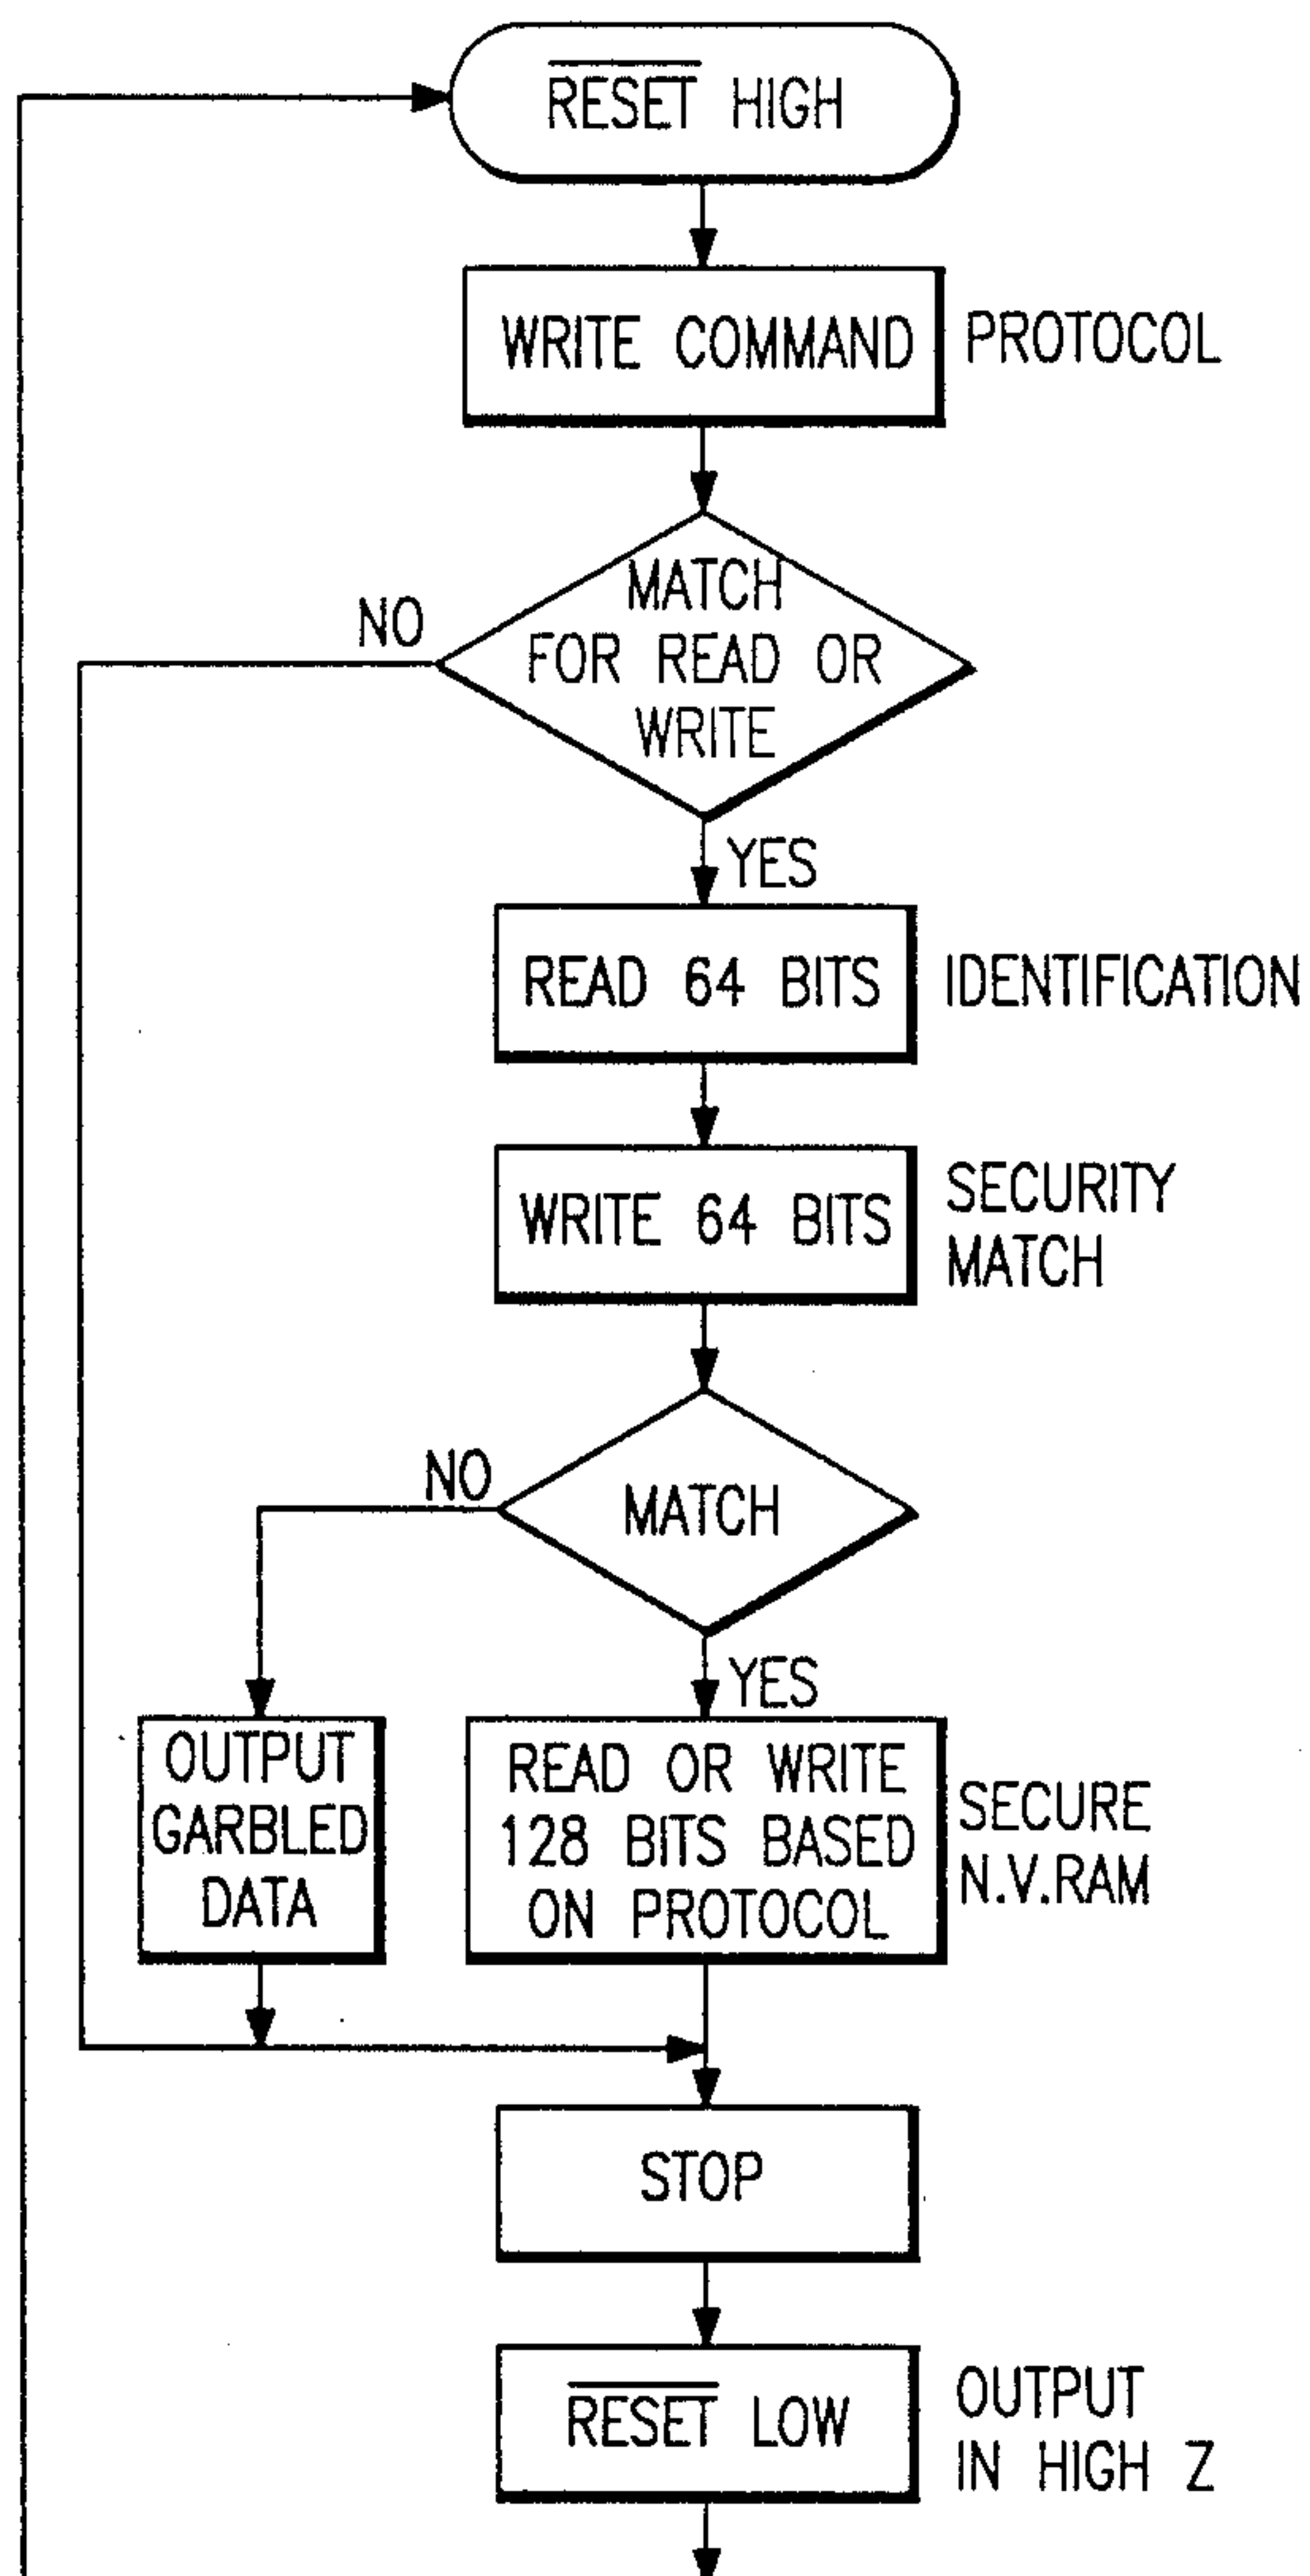 R̅E̅S̅E̅T̅ HIGH
WRITE COMMAND
PROTOCOL
MATCH
FOR READ OR
WRITE
NO
YES
READ 64 BITS
IDENTIFICATION
WRITE 64 BITS
SECURITY
MATCH
MATCH
NO
YES
OUTPUT
GARBLED
DATA
READ OR WRITE
128 BITS BASED
ON PROTOCOL
SECURE
N.V.RAM
STOP
R̅E̅S̅E̅T̅ LOW
OUTPUT
IN HIGH Z